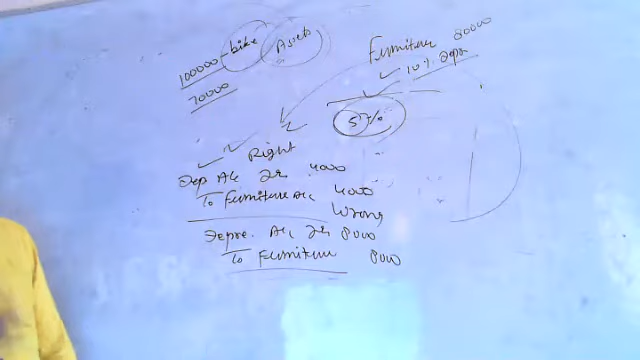 100000 - bike Assets
70000
Furniture 80000
10% Depr
5%
Right
Dep A/c Dr 4000
To Furniture A/c 4000
Wrong
Depre. A/c Dr 8000
To Furniture 8000